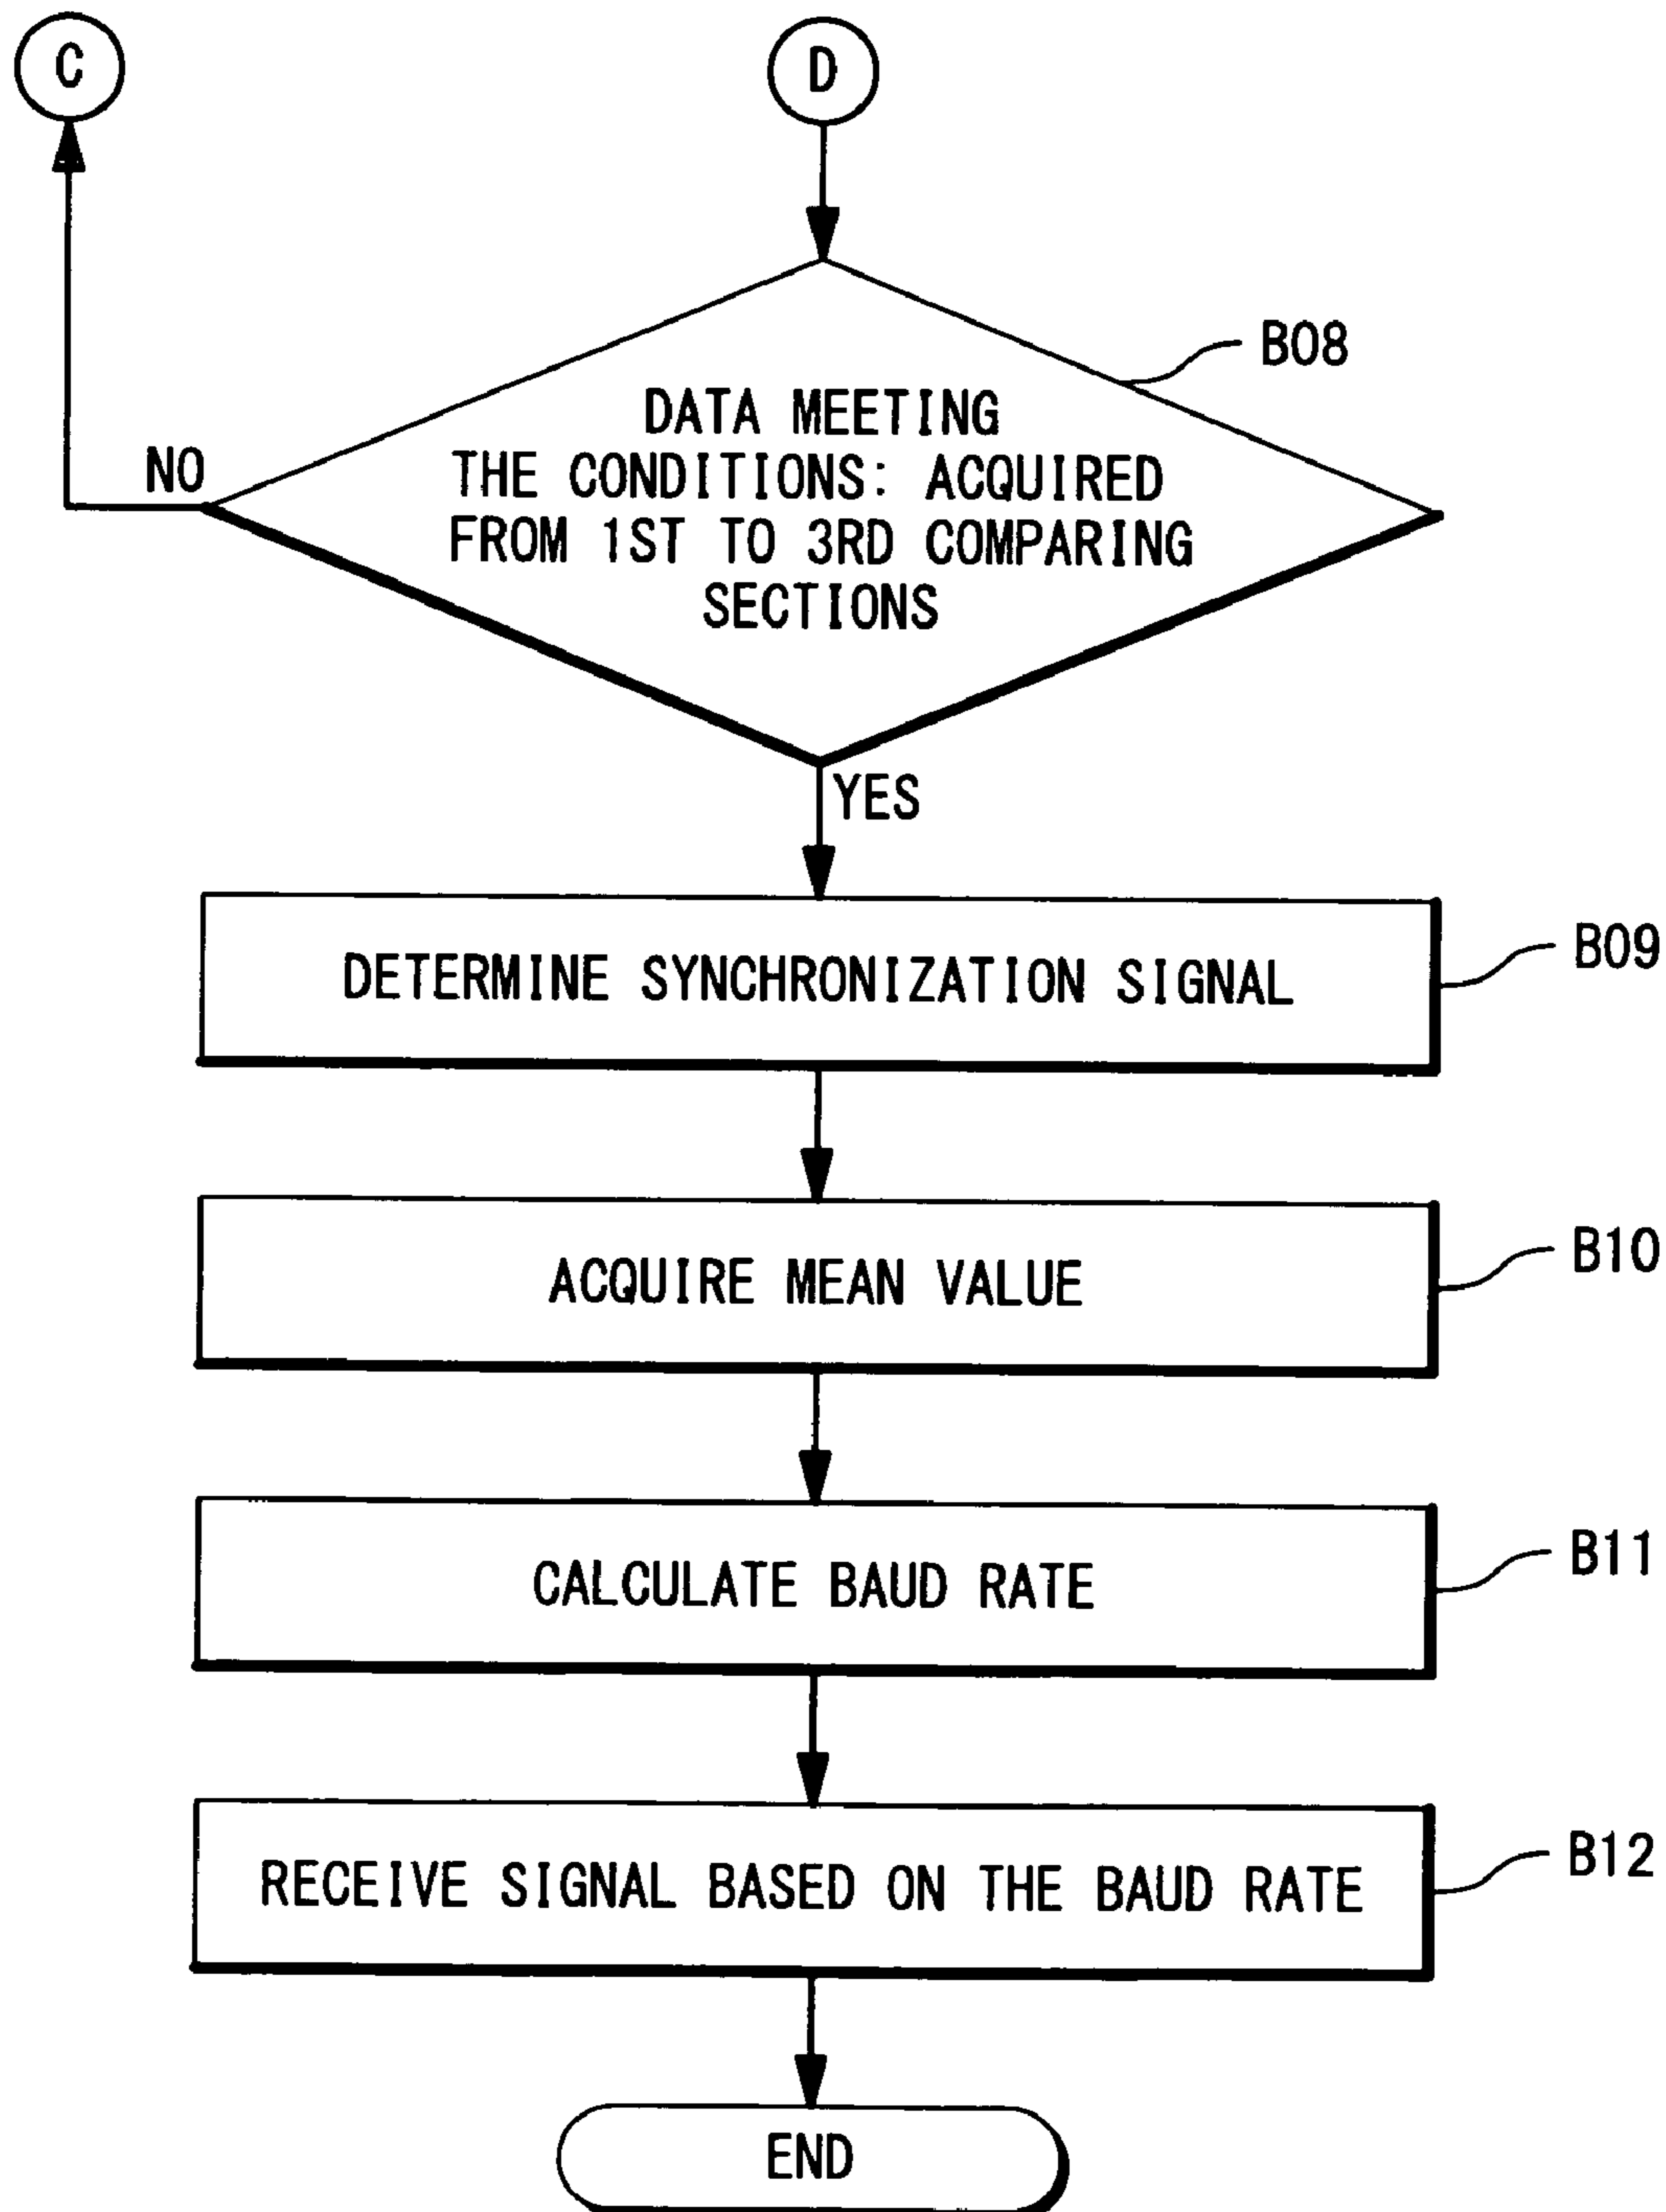 C
D
B08
DATA MEETING
THE CONDITIONS: ACQUIRED
FROM 1ST TO 3RD COMPARING
SECTIONS
NO
YES
DETERMINE SYNCHRONIZATION SIGNAL
B09
ACQUIRE MEAN VALUE
B10
CALCULATE BAUD RATE
B11
RECEIVE SIGNAL BASED ON THE BAUD RATE
B12
END